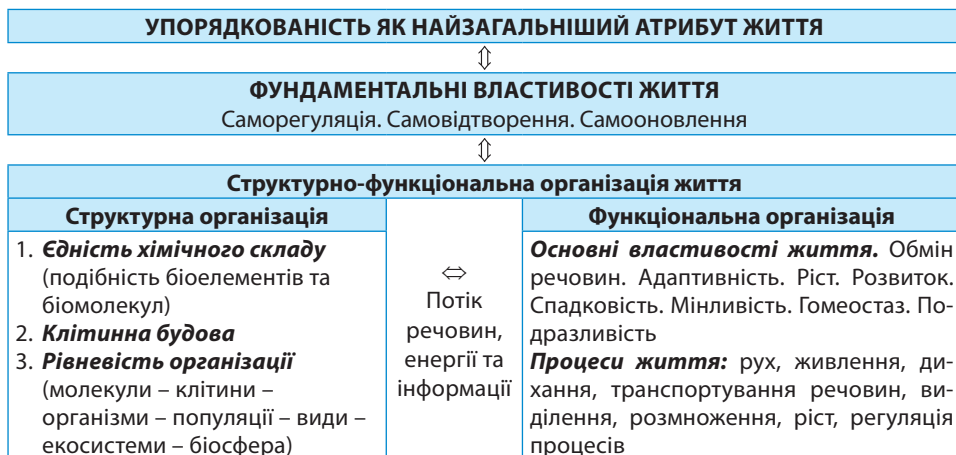 УПОРЯДКОВАНІСТЬ ЯК НАЙЗАГАЛЬНІШИЙ АТРИБУТ ЖИТТЯ
⇕
ФУНДАМЕНТАЛЬНІ ВЛАСТИВОСТІ ЖИТТЯ
Саморегуляція. Самовідтворення. Самооновлення
⇕
Структурно-функціональна організація життя
Структурна організація
1. Єдність хімічного складу
(подібність біоелементів та
біомолекул)
2. Клітинна будова
3. Рівневість організації
(молекули – клітини –
організми – популяції – види –
екосистеми – біосфера)
⇔
Потік
речовин,
енергії та
інформації
Функціональна організація
Основні властивості життя. Обмін
речовин. Адаптивність. Ріст. Розвиток.
Спадковість. Мінливість. Гомеостаз. По-
дразливість
Процеси життя: рух, живлення, ди-
хання, транспортування речовин, ви-
ділення, розмноження, ріст, регуляція
процесів